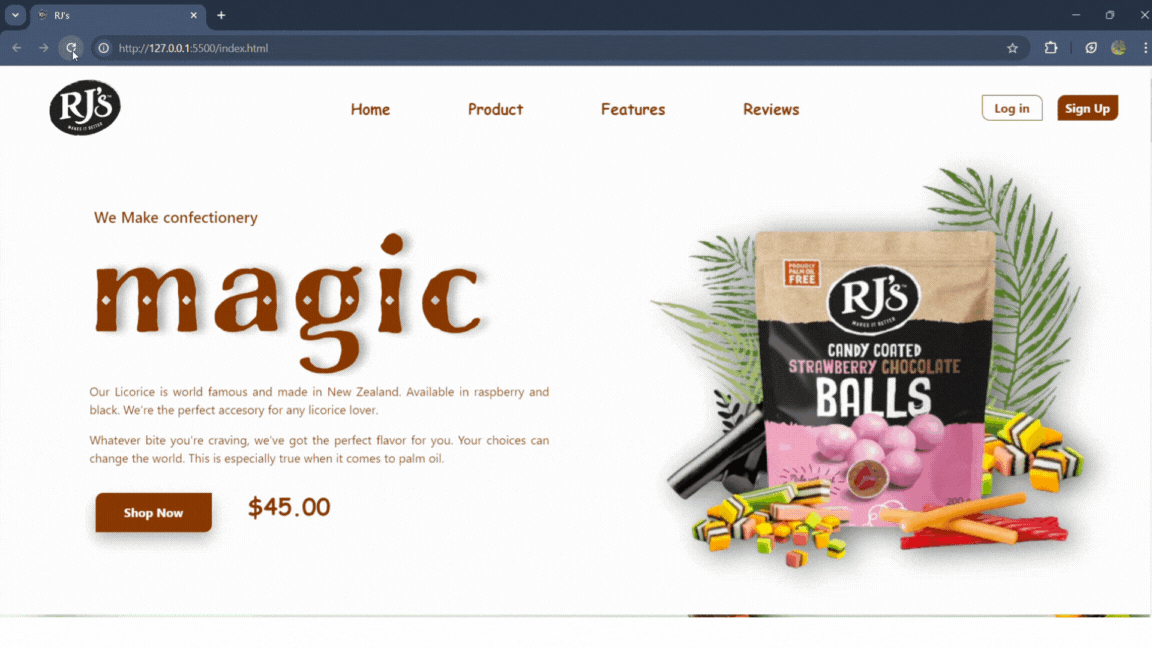 RJ's
http://127.0.0.1:5500/index.html
RJ's
MAKES IT BETTER
Home Product Features Reviews Log in Sign Up
We Make confectionery
magic
Our Licorice is world famous and made in New Zealand. Available in raspberry and
black. We're the perfect accesory for any licorice lover.
Whatever bite you're craving, we've got the perfect flavor for you. Your choices can
change the world. This is especially true when it comes to palm oil.
Shop Now $45.00
PROUDLY
PALM OIL
FREE
RJ's
MAKES IT BETTER
CANDY COATED
STRAWBERRY CHOCOLATE
BALLS